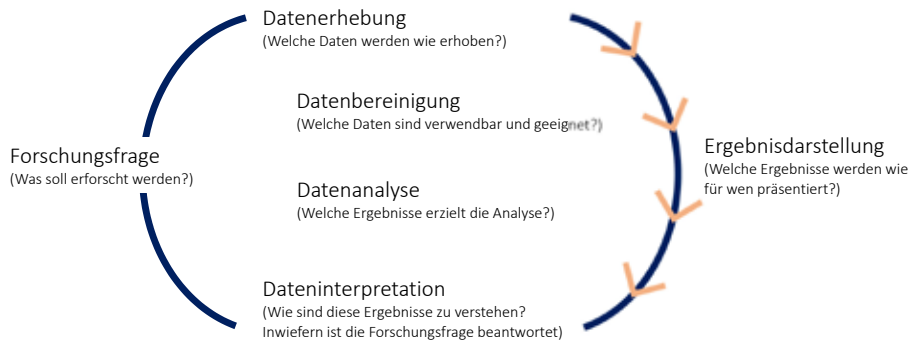 Datenerhebung
(Welche Daten werden wie erhoben?)
Datenbereinigung
(Welche Daten sind verwendbar und geeignet?)
Forschungsfrage
(Was soll erforscht werden?)
Ergebnisdarstellung
(Welche Ergebnisse werden wie
für wen präsentiert?)
Datenanalyse
(Welche Ergebnisse erzielt die Analyse?)
Dateninterpretation
(Wie sind diese Ergebnisse zu verstehen?
Inwiefern ist die Forschungsfrage beantwortet)